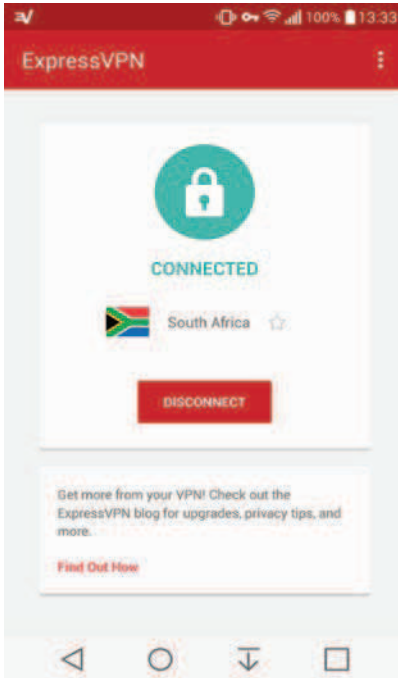 100% 13:33
ExpressVPN
CONNECTED
South Africa
DISCONNECT
Get more from your VPN! Check out the
ExpressVPN blog for upgrades, privacy tips, and
more.
Find Out How